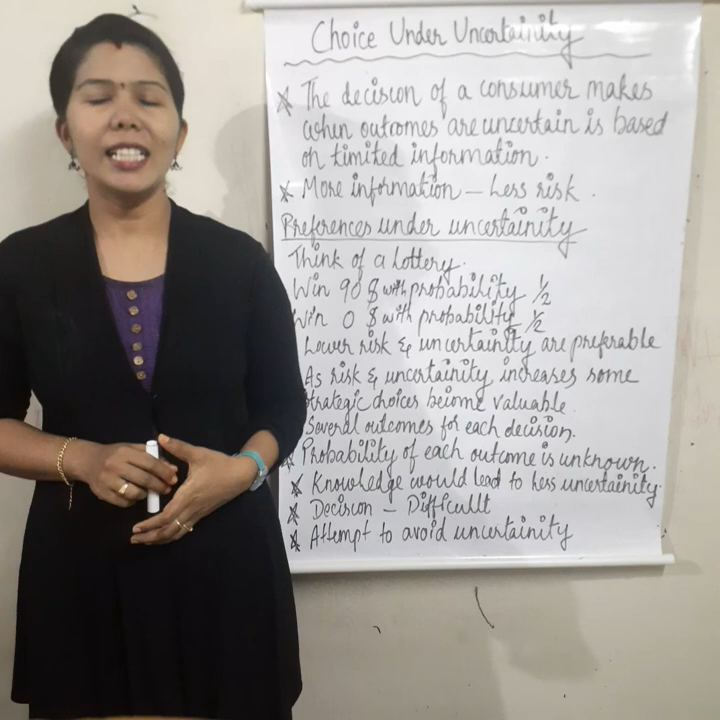 Choice Under Uncertainity
* The decision of a consumer makes
when outcomes are uncertain is based
on limited information.
* More information – Less risk.
Preferences under uncertainity
Think of a lottery.
Win 90 $ with probability 1/2
Win 0 $ with probability 1/2
Lower risk & uncertainity are preferable
As risk & uncertainity increases some
Strategic choices become valuable.
Several outcomes for each decision.
* Probability of each outcome is unknown.
* Knowledge would lead to less uncertainity.
* Decision – Difficult
* Attempt to avoid uncertainity